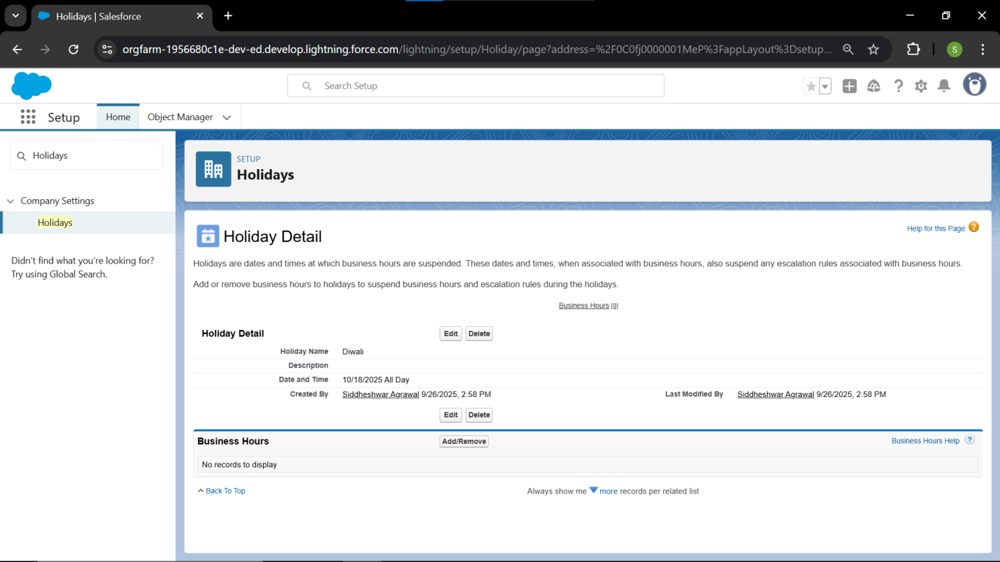 Holidays | Salesforce
orgfarm-1956680c1e-dev-ed.develop.lightning.force.com/lightning/setup/Holiday/page?address=%2F0C0fj0000001MeP%3FappLayout%3Dsetup...
S
Search Setup
Setup
Home
Object Manager
Holidays
Company Settings
Holidays
Didn't find what you're looking for?
Try using Global Search.
SETUP
Holidays
Holiday Detail
Help for this Page ?
Holidays are dates and times at which business hours are suspended. These dates and times, when associated with business hours, also suspend any escalation rules associated with business hours.
Add or remove business hours to holidays to suspend business hours and escalation rules during the holidays.
Business Hours [0]
Holiday Detail Edit Delete
Holiday Name Diwali
Description
Date and Time 10/18/2025 All Day
Created By Siddheshwar Agrawal 9/26/2025, 2:58 PM Last Modified By Siddheshwar Agrawal 9/26/2025, 2:58 PM
Edit Delete
Business Hours Add/Remove Business Hours Help ?
No records to display
Back To Top Always show me more records per related list